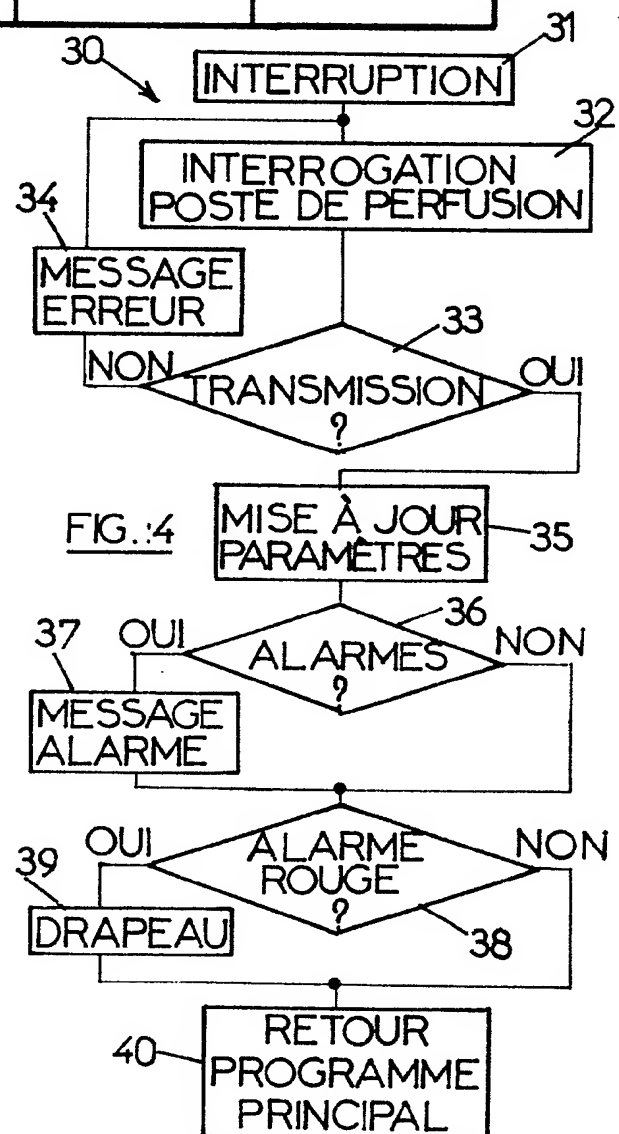 30
31
INTERRUPTION
32
INTERROGATION
POSTE DE PERFUSION
34
MESSAGE
ERREUR
33
NON
TRANSMISSION
?
OUI
FIG.:4
MISE À JOUR
PARAMÈTRES
35
36
37
OUI
ALARMES
?
NON
MESSAGE
ALARME
39
OUI
ALARME
ROUGE
?
NON
38
DRAPEAU
40
RETOUR
PROGRAMME
PRINCIPAL